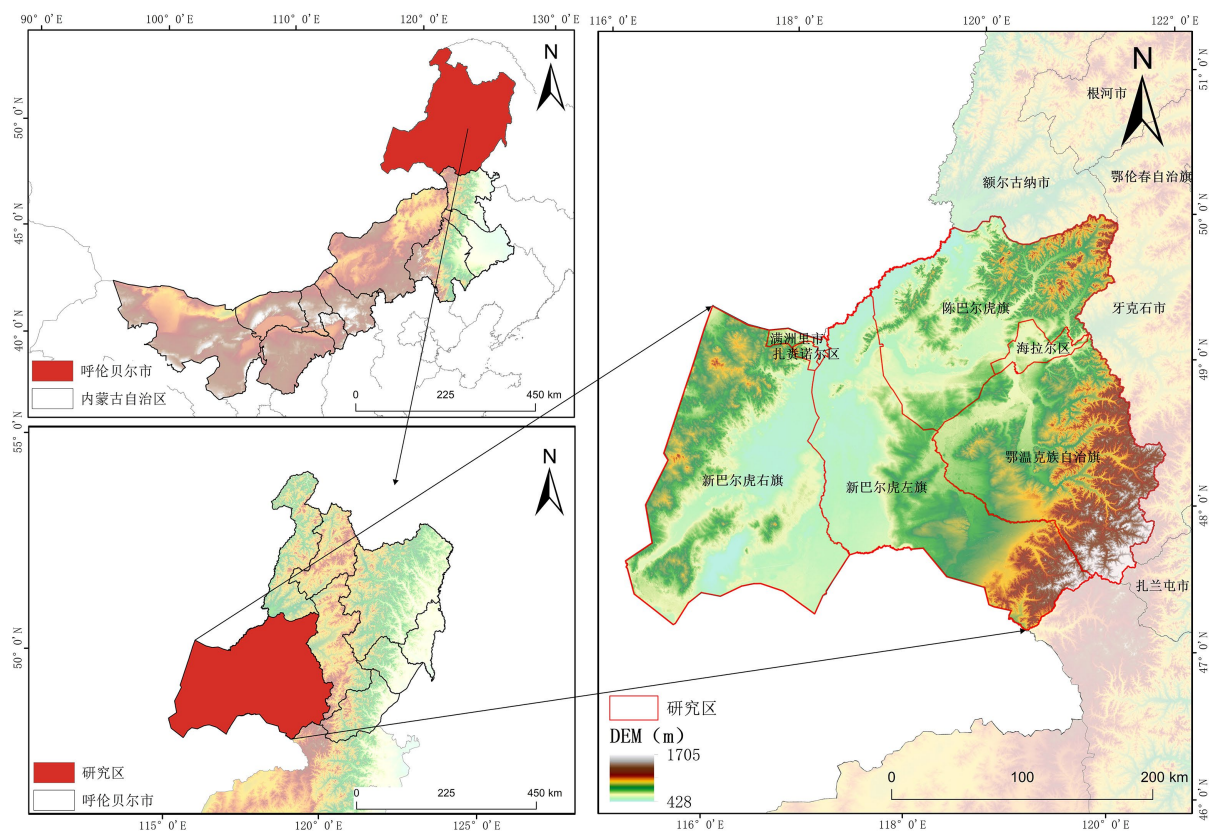 90° 0′E
100° 0′E
110° 0′E
120° 0′E
130° 0′E
50° 0′N
45° 0′N
40° 0′N
N
呼伦贝尔市
内蒙古自治区
0
225
450 km
55° 0′N
50° 0′N
N
研究区
呼伦贝尔市
0
225
450 km
115° 0′E
120° 0′E
125° 0′E
116° 0′E
118° 0′E
120° 0′E
122° 0′E
51° 0′N
50° 0′N
49° 0′N
48° 0′N
47° 0′N
46° 0′N
N
根河市
鄂伦春自治旗
额尔古纳市
牙克石市
陈巴尔虎旗
满洲里市
扎赉诺尔区
海拉尔区
鄂温克族自治旗
新巴尔虎右旗
新巴尔虎左旗
扎兰屯市
研究区
DEM（m）
1705
428
0
100
200 km
116° 0′E
118° 0′E
120° 0′E